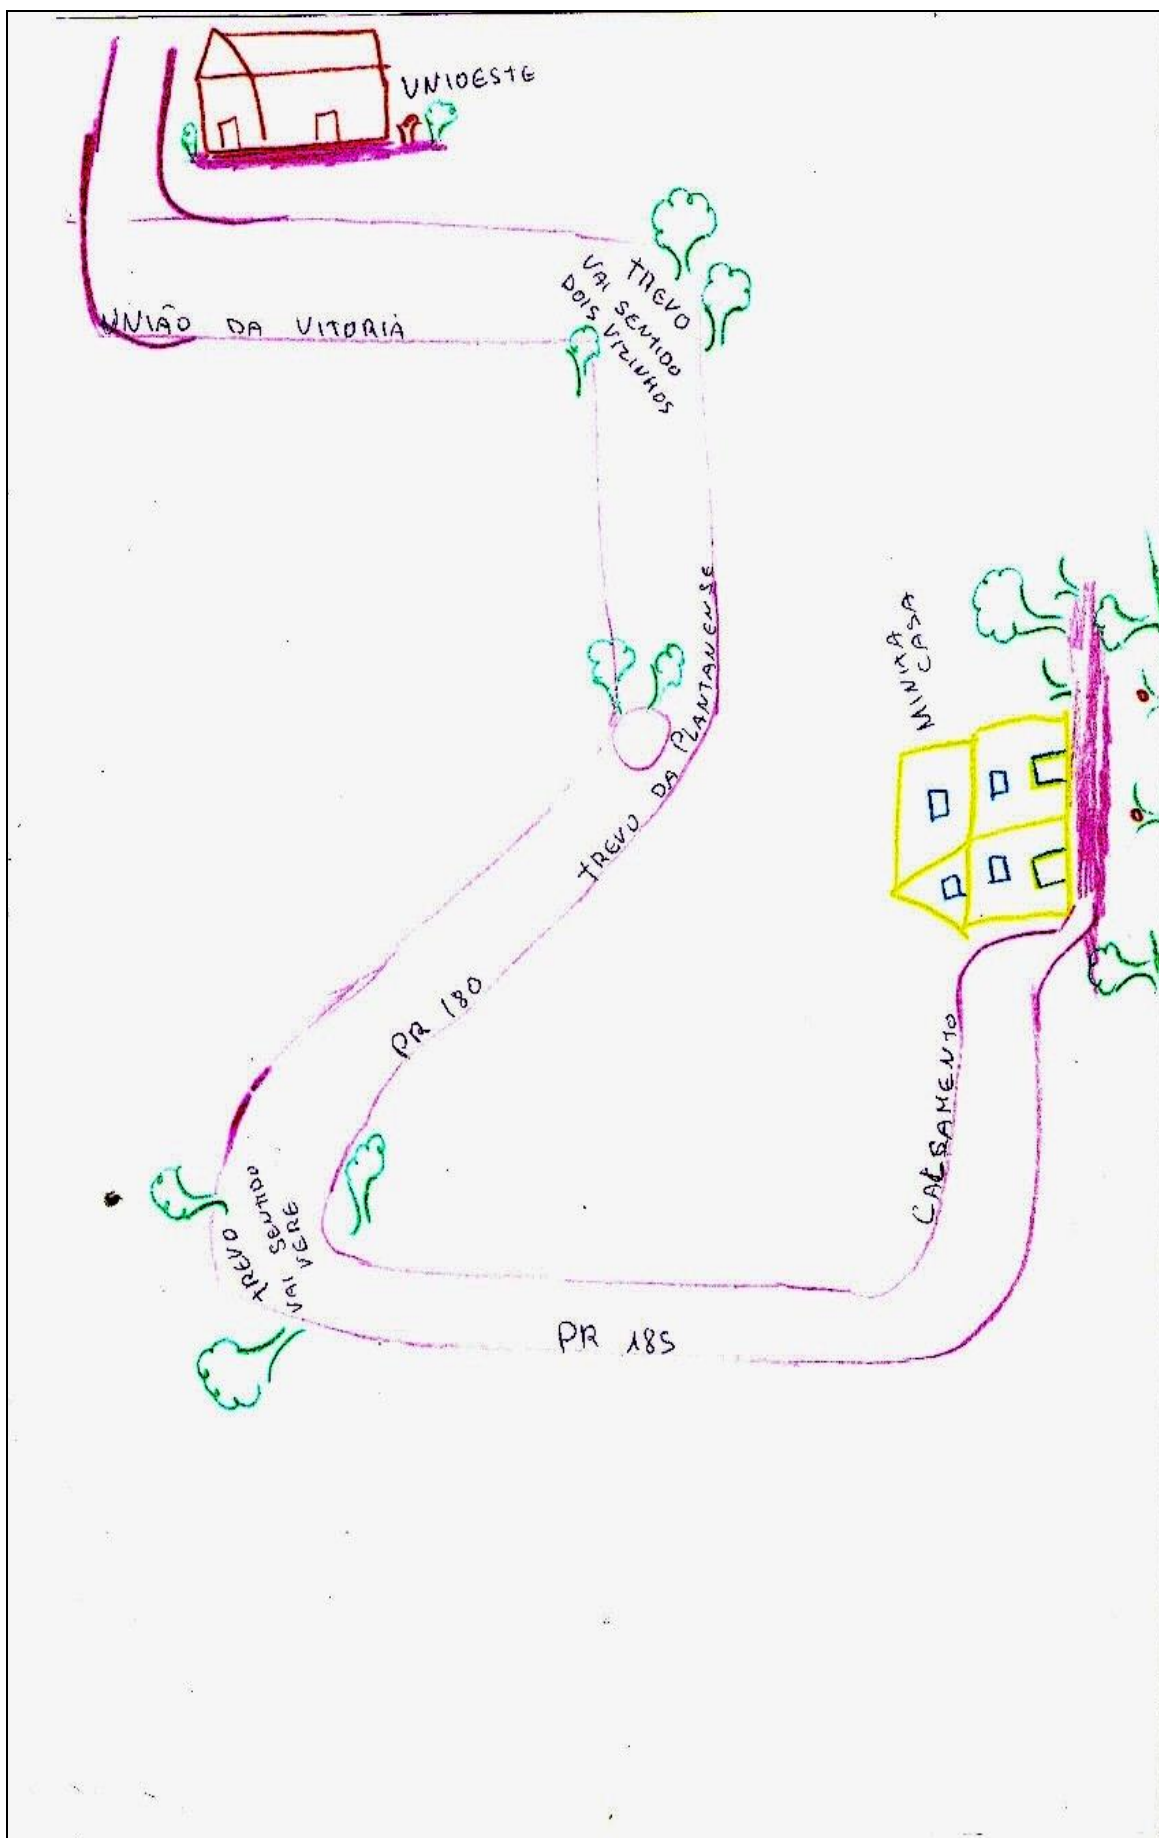 UNIOESTE
UNIÃO DA VITORIA
TREVO
VAI SENTIDO
DOIS VIZINHOS
TREVO DA PLANTANENSE
MINHA
CASA
PR 180
CALSAMENTO
TREVO
VAI SENTIDO
VERE
PR 185